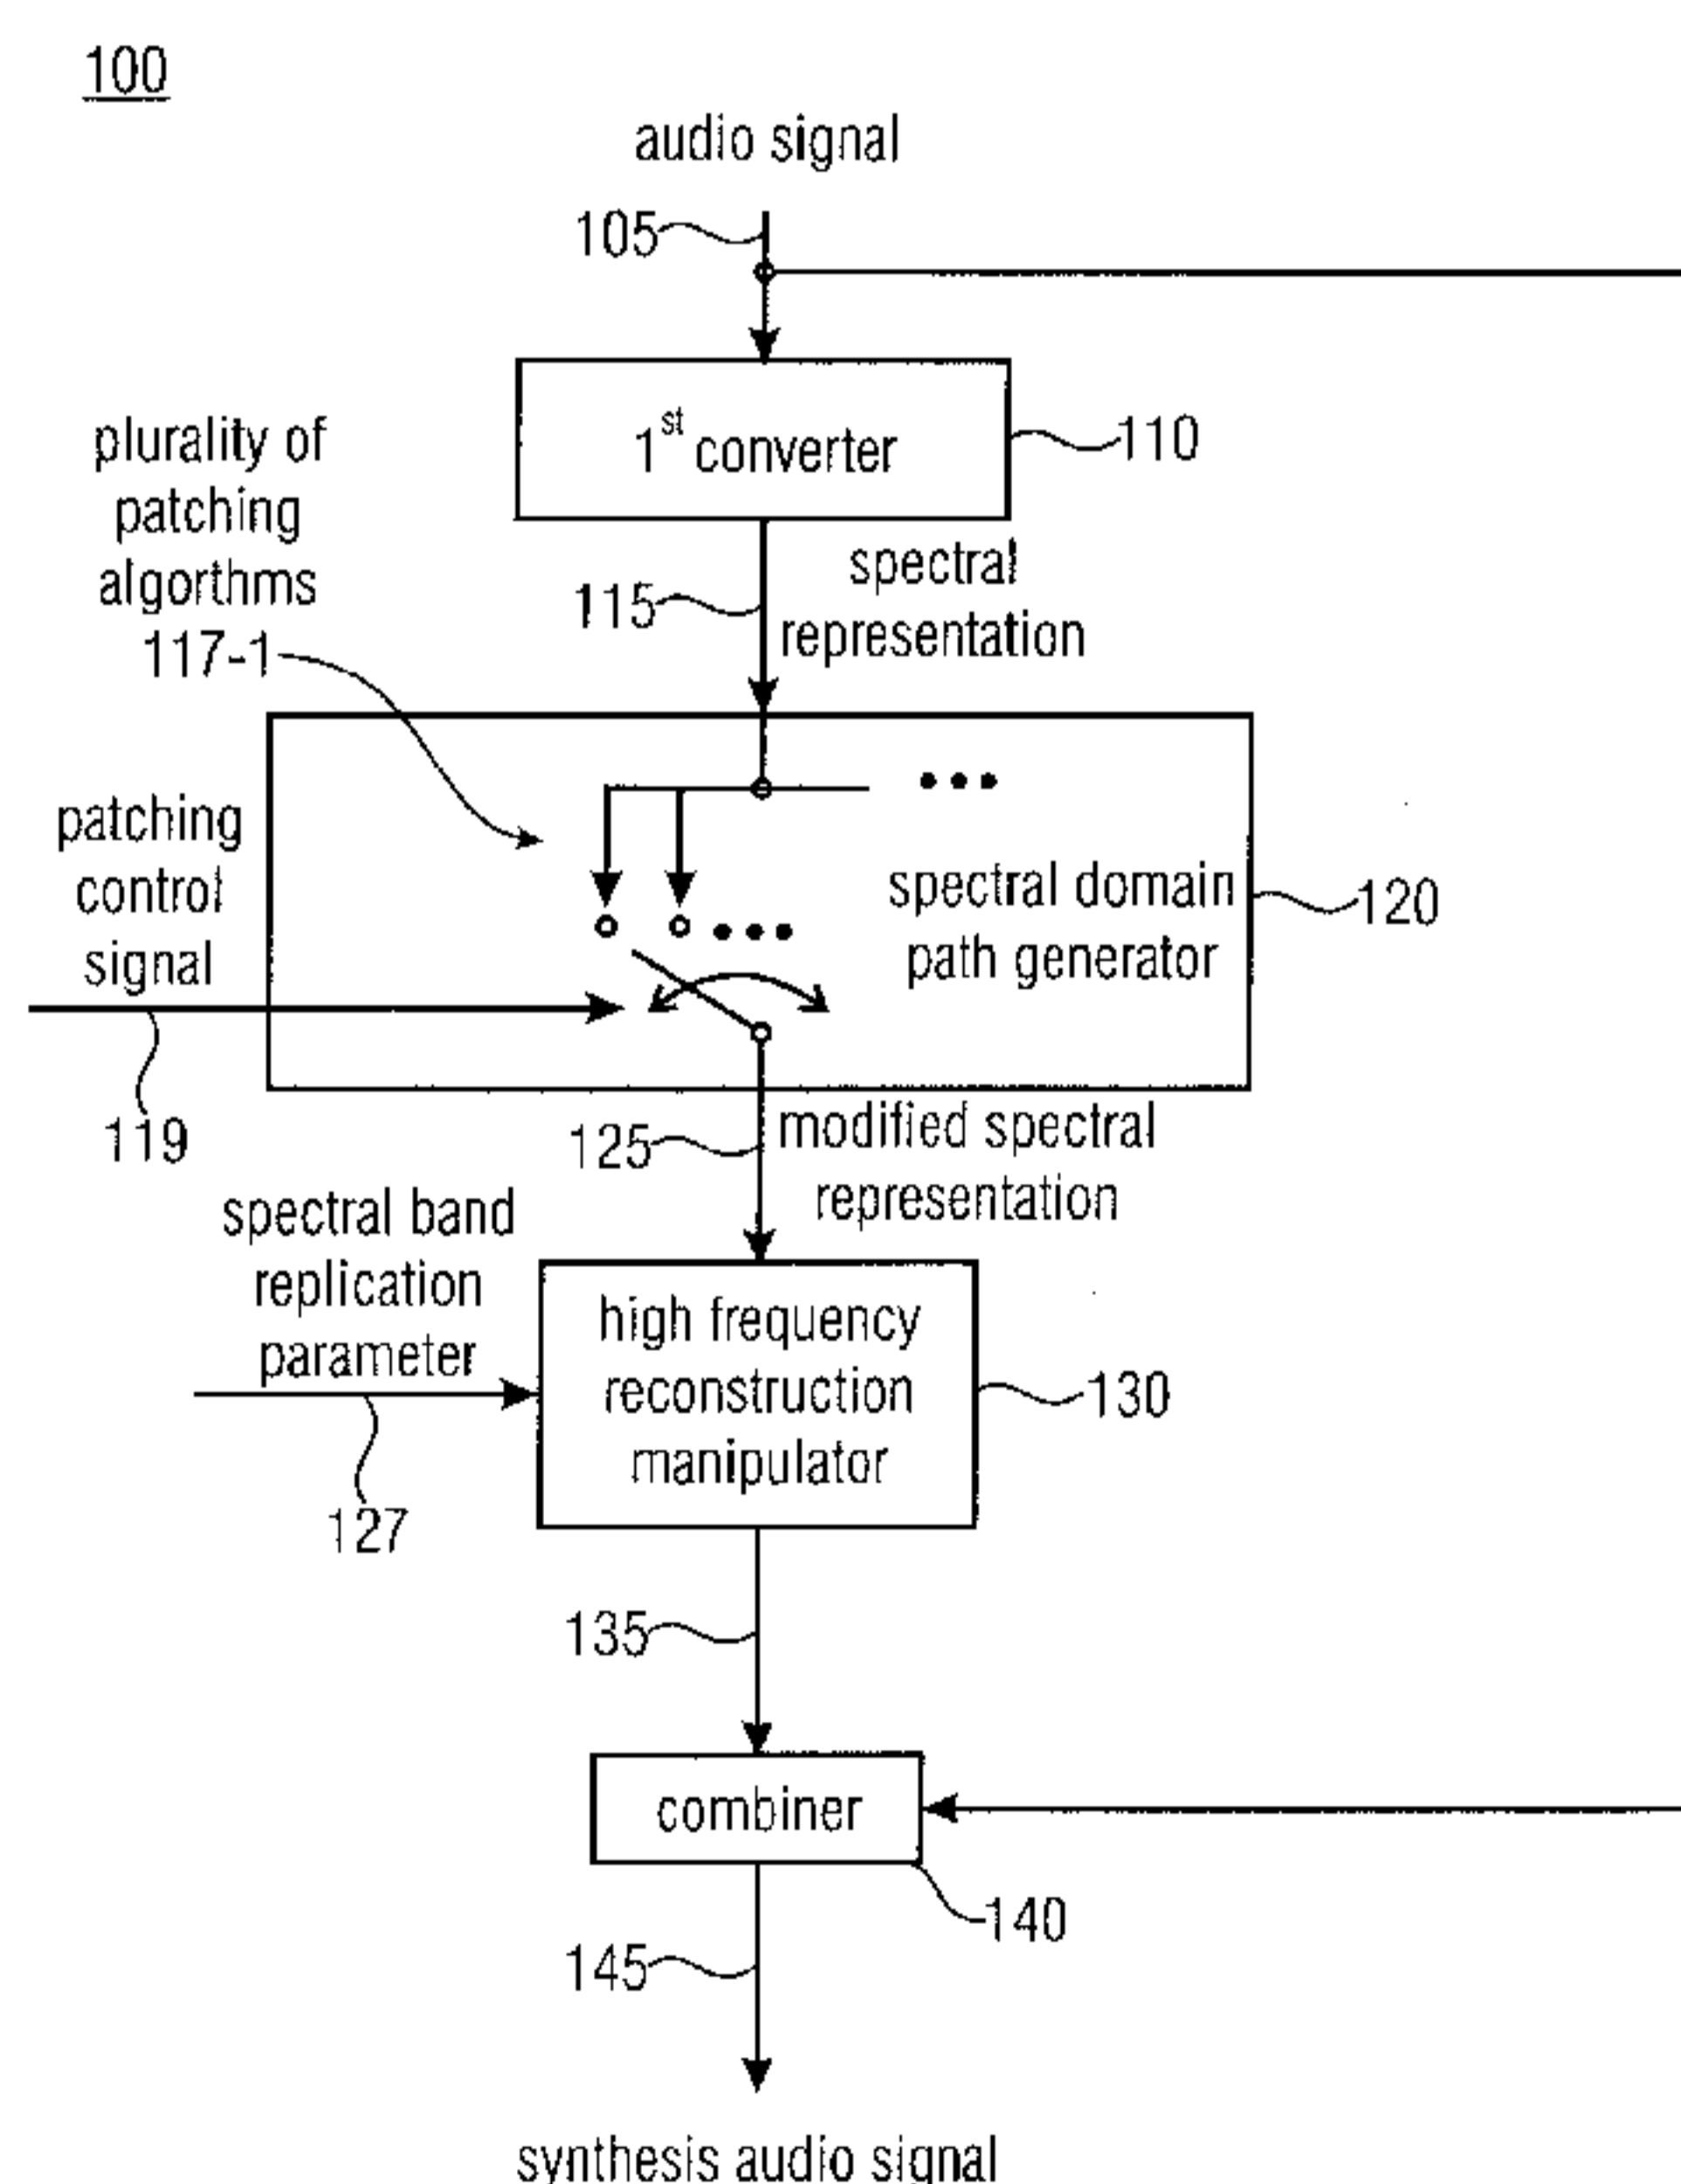 100
audio signal
105
1st converter
110
plurality of
patching
algorthms
117-1
115
spectral
representation
patching
control
signal
spectral domain
path generator
120
119
125
modified spectral
representation
spectral band
replication
parameter
high frequency
reconstruction
manipulator
130
127
135
combiner
140
145
synthesis audio signal